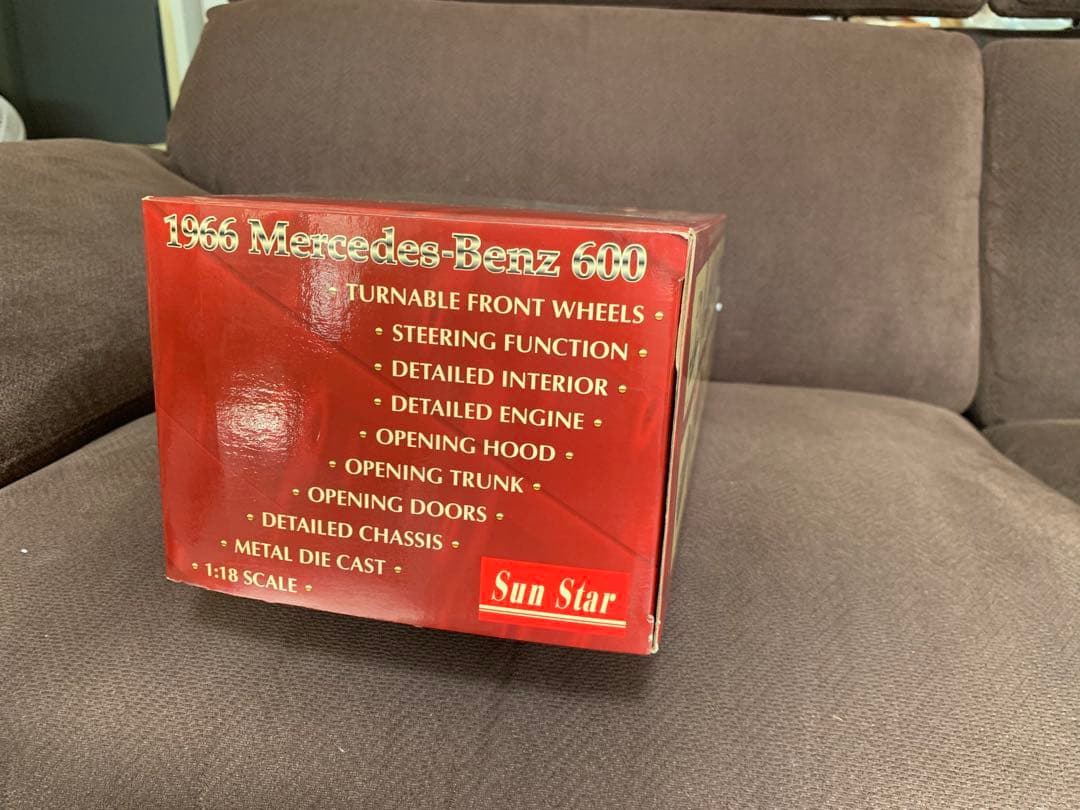 1966 Mercedes-Benz 600
• TURNABLE FRONT WHEELS •
• STEERING FUNCTION •
• DETAILED INTERIOR •
• DETAILED ENGINE •
• OPENING HOOD •
• OPENING TRUNK •
• OPENING DOORS •
• DETAILED CHASSIS •
• METAL DIE CAST •
• 1:18 SCALE •
Sun Star